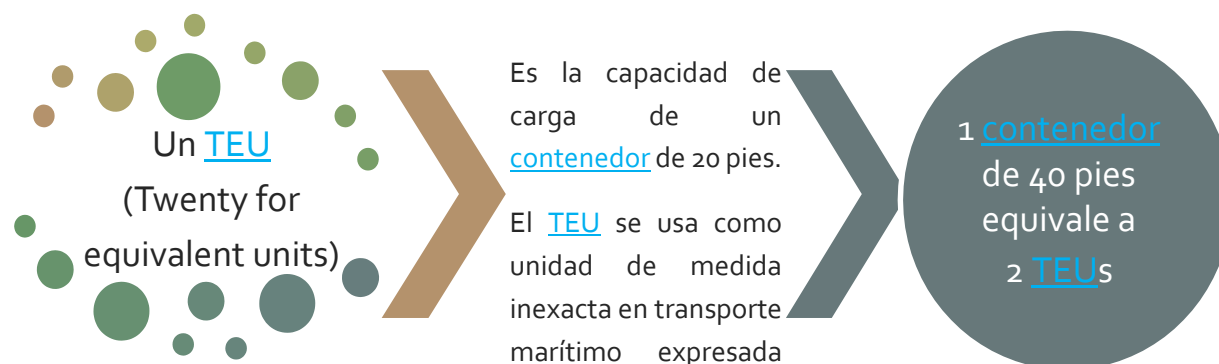 Un TEU
(Twenty for
equivalent units)
Es la capacidad de
carga de un
contenedor de 20 pies.
El TEU se usa como
unidad de medida
inexacta en transporte
marítimo expresada
1 contenedor
de 40 pies
equivale a
2 TEUs